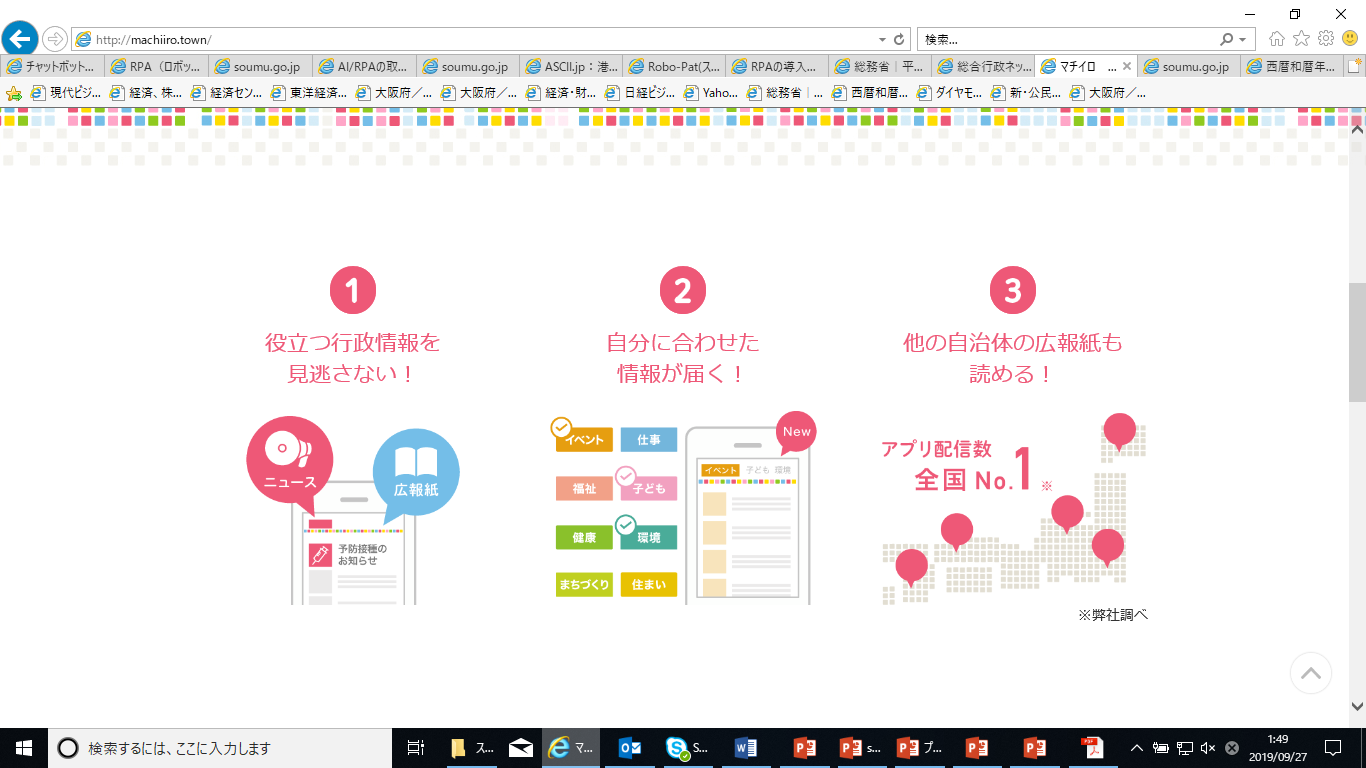 http://machiiro.town/
検索...
チャットボット...
RPA（ロボッ...
soumu.go.jp
AI/RPAの取...
soumu.go.jp
ASCII.jp：港...
Robo-Pat(ス...
RPAの導入...
総務省｜平...
総合行政ネッ...
マチイロ ...
soumu.go.jp
西暦和暦年...
現代ビジ...
経済、株...
経済セン...
東洋経済...
大阪府／...
大阪府／...
経済・財...
日経ビジ...
Yaho...
総務省｜...
西暦和暦...
ダイヤモ...
新・公民...
大阪府／...
1
役立つ行政情報を
見逃さない！
ニュース
広報紙
予防接種の
お知らせ
2
自分に合わせた
情報が届く！
イベント
仕事
福祉
子ども
健康
環境
まちづくり
住まい
New
イベント 子ども 環境
3
他の自治体の広報紙も
読める！
アプリ配信数
全国 No.1 ※
※弊社調べ
検索するには、ここに入力します
ス...
マ...
S...
s...
プ...
1:49
2019/09/27